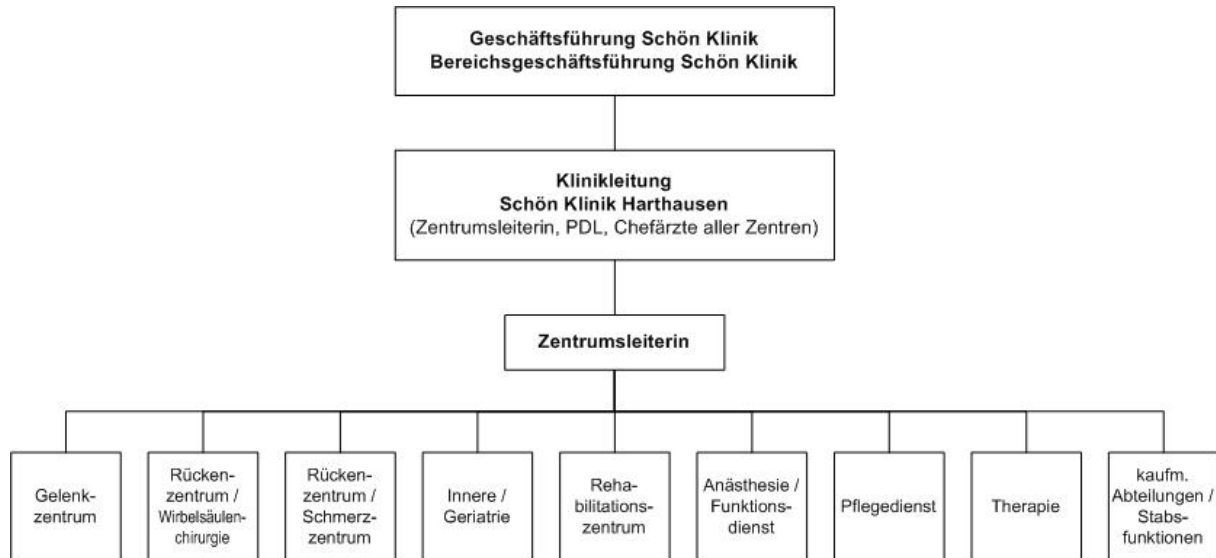 Geschäftsführung Schön Klinik
Bereichsgeschäftsführung Schön Klinik
Klinikleitung
Schön Klinik Harthausen
(Zentrumsleiterin, PDL, Chefärzte aller Zentren)
Zentrumsleiterin
Gelenk-
zentrum
Rücken-
zentrum /
Wirbelsäulen-
chirurgie
Rücken-
zentrum /
Schmerz-
zentrum
Innere /
Geriatrie
Reha-
bilitations-
zentrum
Anästhesie /
Funktions-
dienst
Pflegedienst
Therapie
kaufm.
Abteilungen /
Stabs-
funktionen